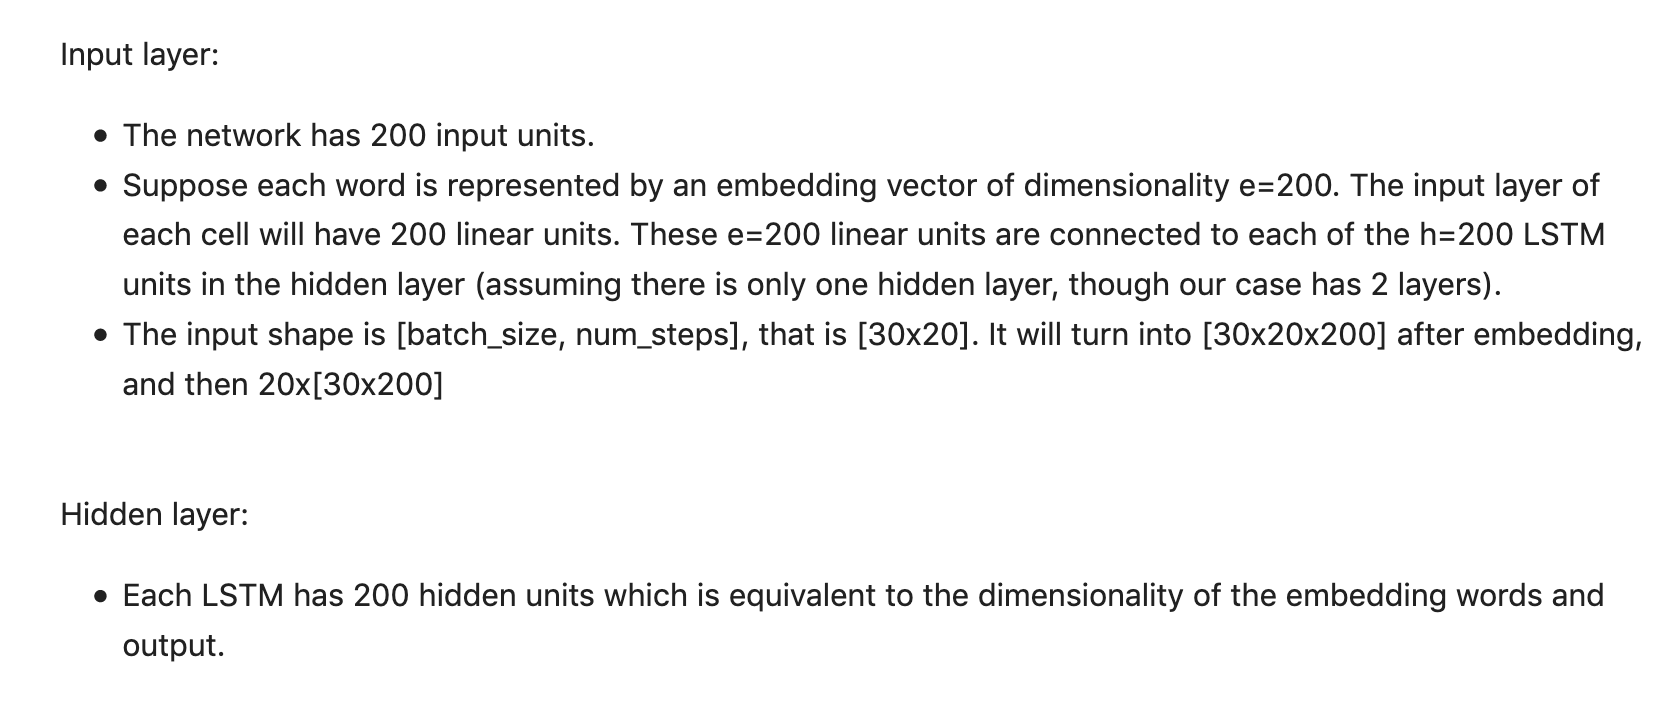 Input layer:
• The network has 200 input units.
• Suppose each word is represented by an embedding vector of dimensionality e=200. The input layer of
each cell will have 200 linear units. These e=200 linear units are connected to each of the h=200 LSTM
units in the hidden layer (assuming there is only one hidden layer, though our case has 2 layers).
• The input shape is [batch_size, num_steps], that is [30x20]. It will turn into [30x20x200] after embedding,
and then 20x[30x200]
Hidden layer:
• Each LSTM has 200 hidden units which is equivalent to the dimensionality of the embedding words and
output.